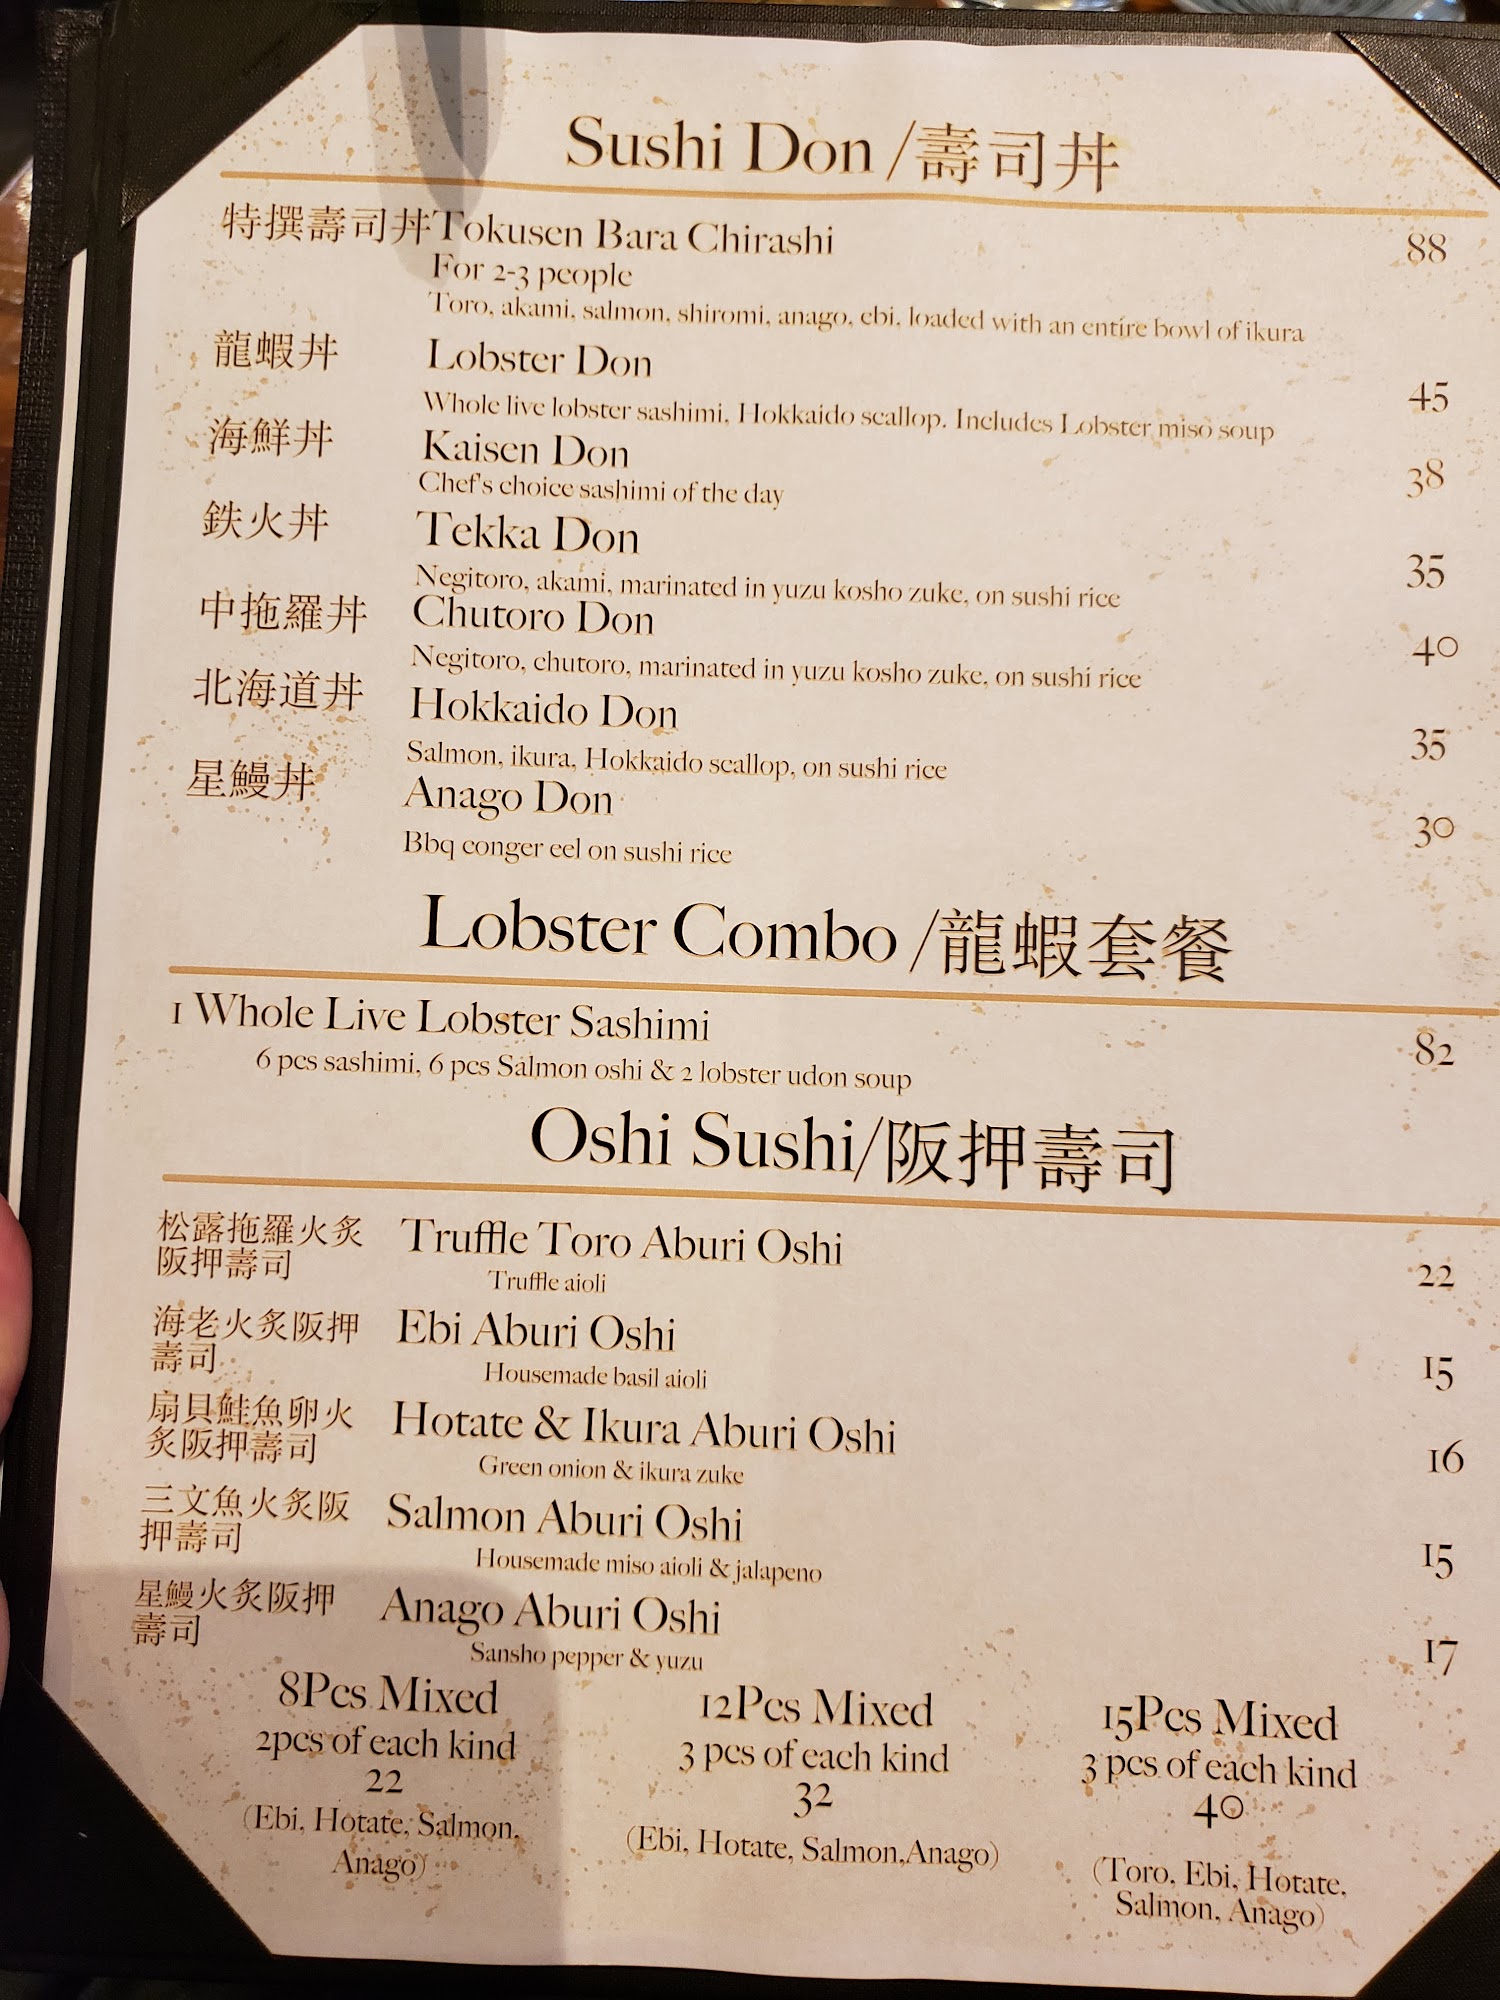 Sushi Don /壽司丼
特撰壽司丼 Tokusen Bara Chirashi 88
For 2-3 people
Toro, akami, salmon, shiromi, anago, ebi, loaded with an entire bowl of ikura
龍蝦丼 Lobster Don 45
Whole live lobster sashimi, Hokkaido scallop. Includes Lobster miso soup
海鮮丼 Kaisen Don 38
Chef's choice sashimi of the day
鉄火丼 Tekka Don 35
Negitoro, akami, marinated in yuzu kosho zuke, on sushi rice
中拖羅丼 Chutoro Don 40
Negitoro, chutoro, marinated in yuzu kosho zuke, on sushi rice
北海道丼 Hokkaido Don 35
Salmon, ikura, Hokkaido scallop, on sushi rice
星鰻丼 Anago Don 30
Bbq conger eel on sushi rice
Lobster Combo /龍蝦套餐
1 Whole Live Lobster Sashimi 82
6 pcs sashimi, 6 pcs Salmon oshi & 2 lobster udon soup
Oshi Sushi/阪押壽司
松露拖羅火炙 Truffle Toro Aburi Oshi 22
阪押壽司
Truffle aioli
海老火炙阪押 Ebi Aburi Oshi 15
壽司
Housemade basil aioli
扇貝鮭魚卵火 Hotate & Ikura Aburi Oshi 16
炙阪押壽司
Green onion & ikura zuke
三文魚火炙阪 Salmon Aburi Oshi 15
押壽司
Housemade miso aioli & jalapeno
星鰻火炙阪押 Anago Aburi Oshi 17
壽司
Sansho pepper & yuzu
8Pcs Mixed
2pcs of each kind
22
(Ebi, Hotate, Salmon,
Anago)
12Pcs Mixed
3 pcs of each kind
32
(Ebi, Hotate, Salmon,Anago)
15Pcs Mixed
3 pcs of each kind
40
(Toro, Ebi, Hotate,
Salmon, Anago)